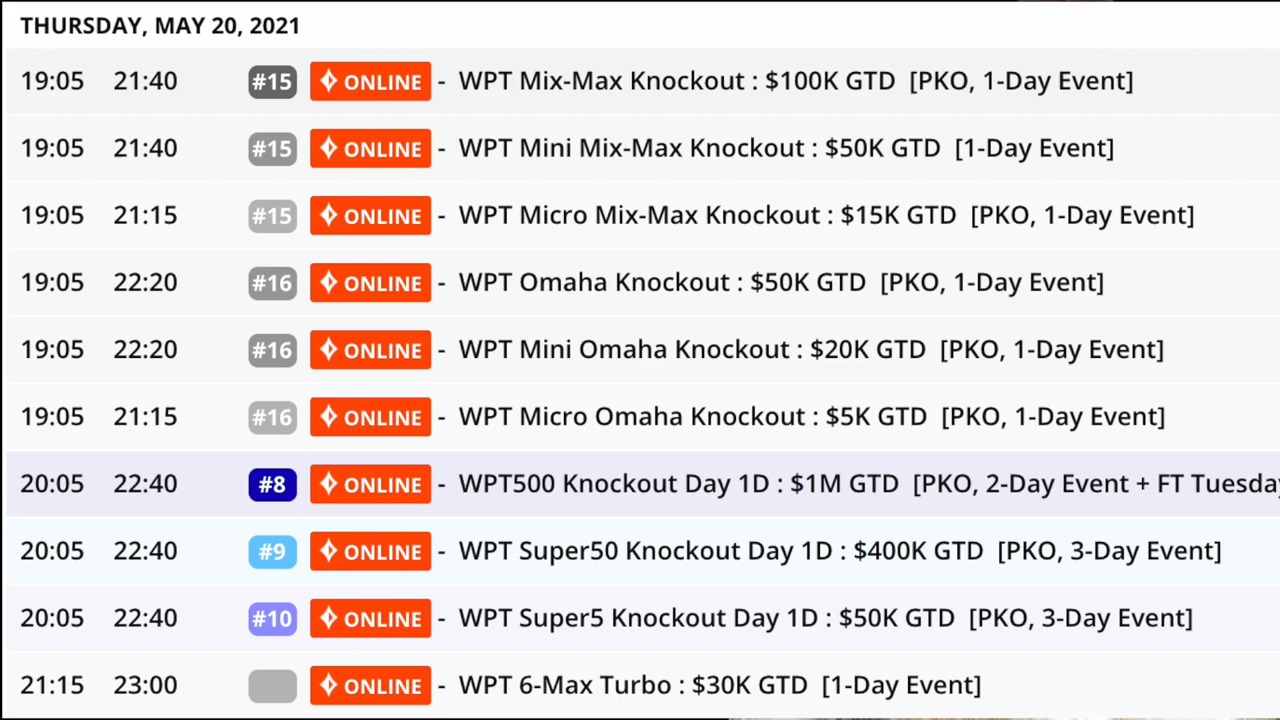 THURSDAY, MAY 20, 2021
19:05 21:40 #15 ONLINE - WPT Mix-Max Knockout : $100K GTD [PKO, 1-Day Event]
19:05 21:40 #15 ONLINE - WPT Mini Mix-Max Knockout : $50K GTD [1-Day Event]
19:05 21:15 #15 ONLINE - WPT Micro Mix-Max Knockout : $15K GTD [PKO, 1-Day Event]
19:05 22:20 #16 ONLINE - WPT Omaha Knockout : $50K GTD [PKO, 1-Day Event]
19:05 22:20 #16 ONLINE - WPT Mini Omaha Knockout : $20K GTD [PKO, 1-Day Event]
19:05 21:15 #16 ONLINE - WPT Micro Omaha Knockout : $5K GTD [PKO, 1-Day Event]
20:05 22:40 #8 ONLINE - WPT500 Knockout Day 1D : $1M GTD [PKO, 2-Day Event + FT Tuesday
20:05 22:40 #9 ONLINE - WPT Super50 Knockout Day 1D : $400K GTD [PKO, 3-Day Event]
20:05 22:40 #10 ONLINE - WPT Super5 Knockout Day 1D : $50K GTD [PKO, 3-Day Event]
21:15 23:00 ONLINE - WPT 6-Max Turbo : $30K GTD [1-Day Event]